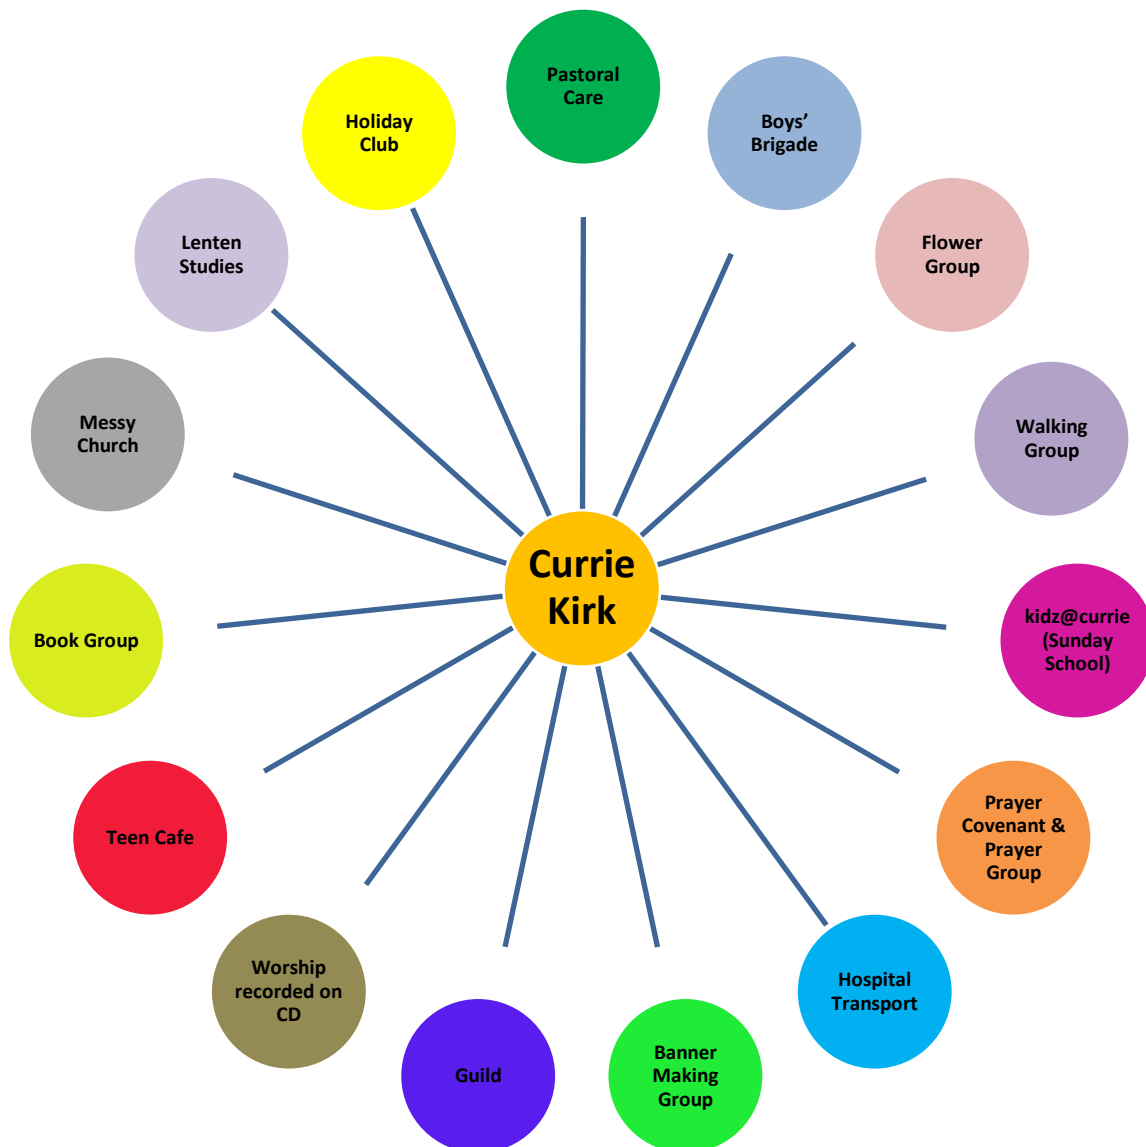 Pastoral
Care
Boys’
Brigade
Flower
Group
Walking
Group
kidz@currie
(Sunday
School)
Prayer
Covenant &
Prayer
Group
Hospital
Transport
Banner
Making
Group
Guild
Worship
recorded on
CD
Teen Cafe
Book Group
Messy
Church
Lenten
Studies
Holiday
Club
Currie
Kirk